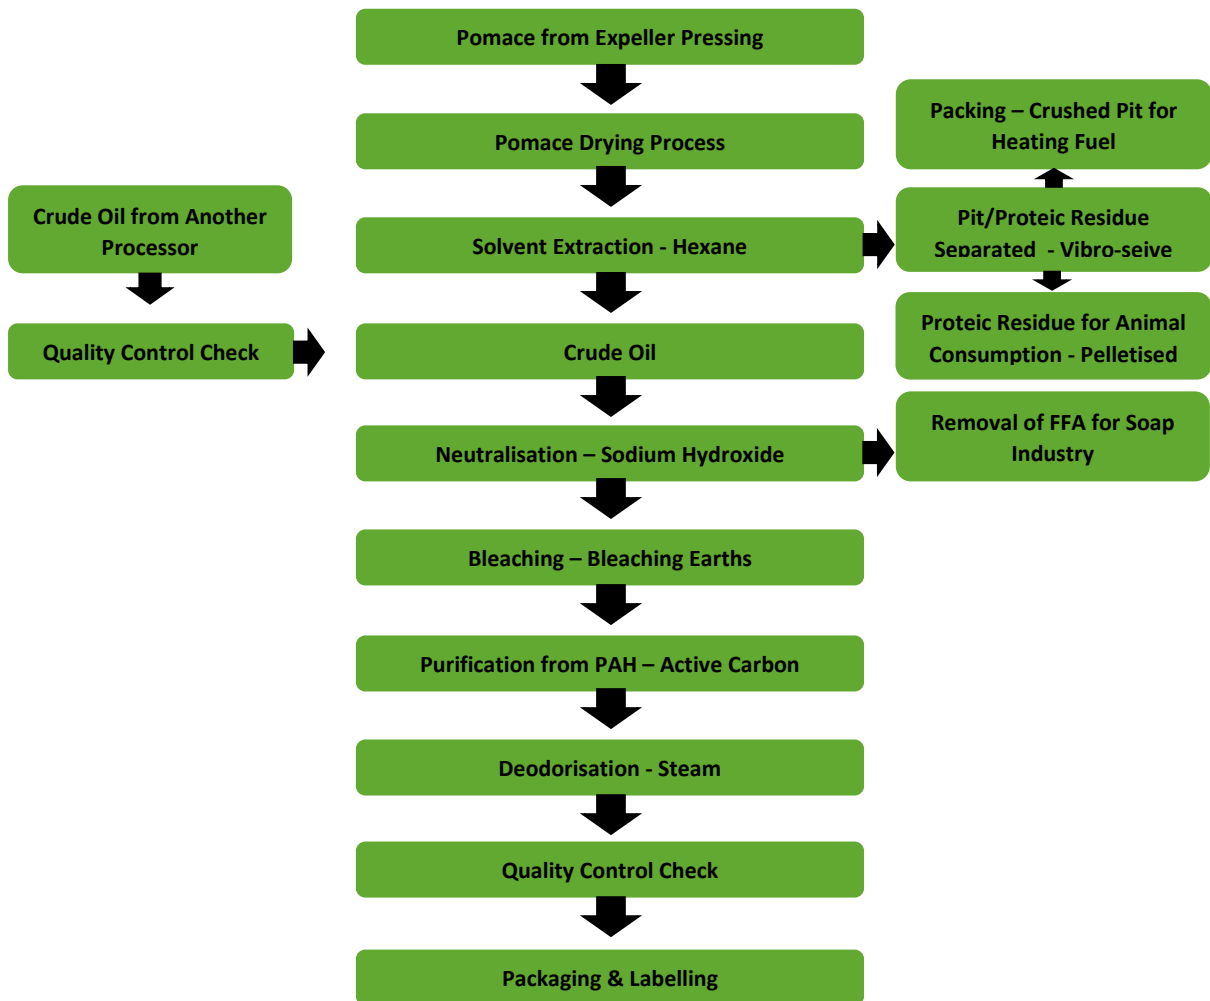 Pomace from Expeller Pressing
Pomace Drying Process
Packing – Crushed Pit for
Heating Fuel
Crude Oil from Another
Processor
Solvent Extraction - Hexane
Pit/Proteic Residue
Separated - Vibro-seive
Quality Control Check
Crude Oil
Proteic Residue for Animal
Consumption - Pelletised
Neutralisation – Sodium Hydroxide
Removal of FFA for Soap
Industry
Bleaching – Bleaching Earths
Purification from PAH – Active Carbon
Deodorisation - Steam
Quality Control Check
Packaging & Labelling